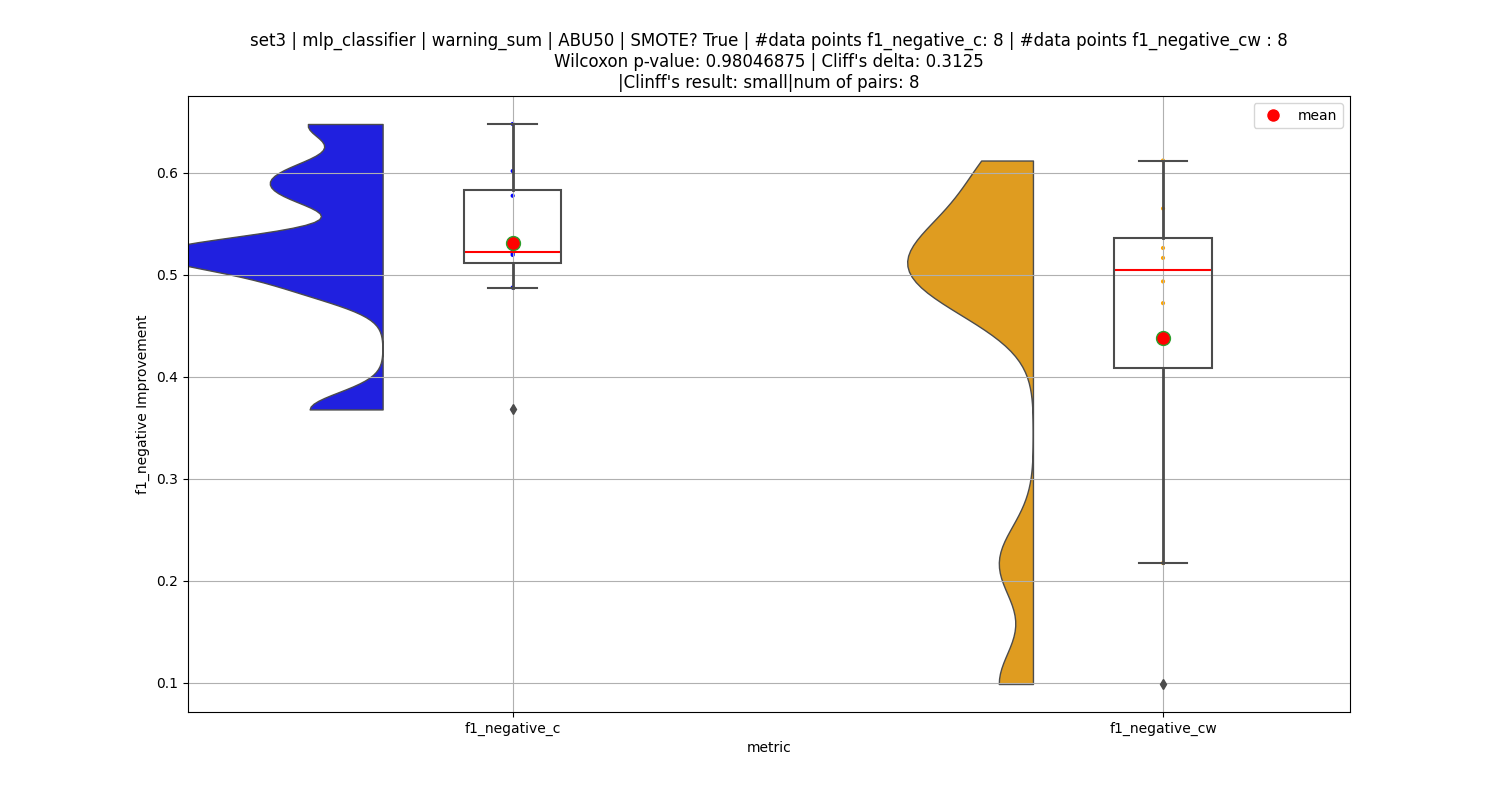 set3 | mlp_classifier | warning_sum | ABU50 | SMOTE? True | #data points f1_negative_c: 8 | #data points f1_negative_cw : 8
Wilcoxon p-value: 0.98046875 | Cliff's delta: 0.3125
|Clinff's result: small|num of pairs: 8
mean
0.6
0.5
0.4
0.3
0.2
0.1
f1_negative Improvement
f1_negative_c
f1_negative_cw
metric